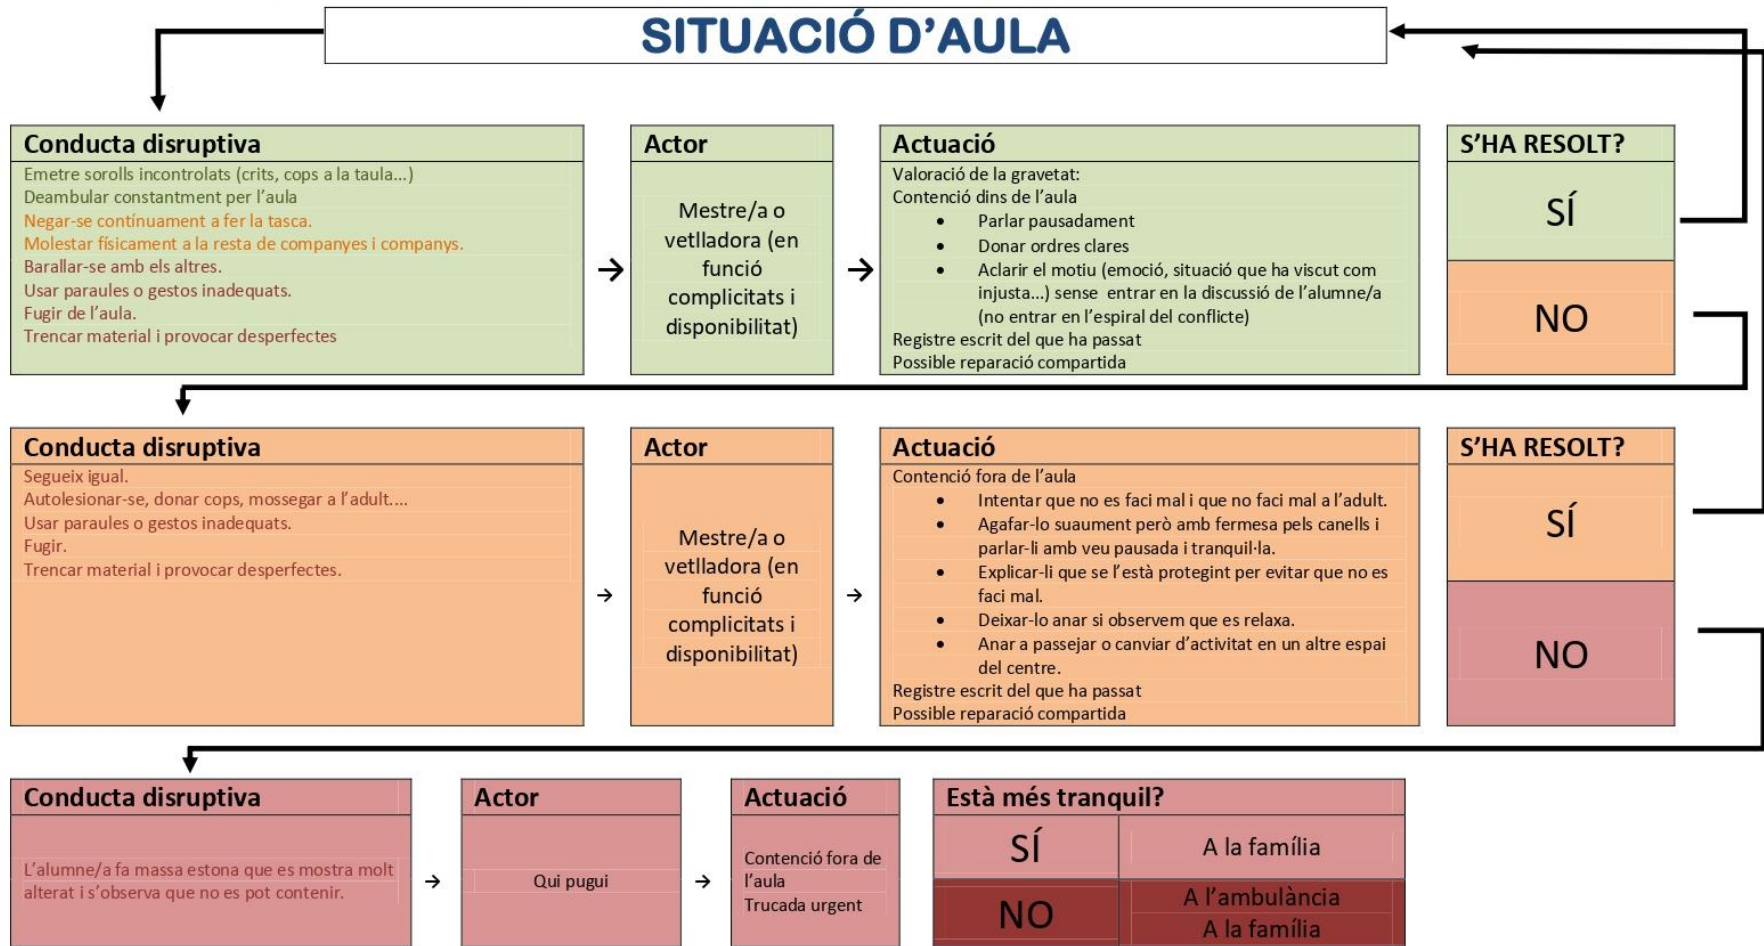 SITUACIÓ D'AULA
Conducta disruptiva
Emetre sorolls incontrolats (crits, cops a la taula...)
Deambular constantment per l'aula
Negar-se contínuament a fer la tasca.
Molestar físicament a la resta de companyes i companys.
Barallar-se amb els altres.
Usar paraules o gestos inadequats.
Fugir de l'aula.
Trencar material i provocar desperfectes
Actor
Mestre/a o
vetlladora (en
funció
complicitats i
disponibilitat)
Actuació
Valoració de la gravetat:
Contenció dins de l'aula
• Parlar pausadament
• Donar ordres clares
• Aclarir el motiu (emoció, situació que ha viscut com
injusta...) sense entrar en la discussió de l'alumne/a
(no entrar en l'espiral del conflicte)
Registre escrit del que ha passat
Possible reparació compartida
S'HA RESOLT?
SÍ
NO
Conducta disruptiva
Segueix igual.
Autolesionar-se, donar cops, mossegar a l'adult....
Usar paraules o gestos inadequats.
Fugir.
Trencar material i provocar desperfectes.
Actor
Mestre/a o
vetlladora (en
funció
complicitats i
disponibilitat)
Actuació
Contenció fora de l'aula
• Intentar que no es faci mal i que no faci mal a l'adult.
• Agafar-lo suaument però amb fermesa pels canells i
parlar-li amb veu pausada i tranquil·la.
• Explicar-li que se l'està protegint per evitar que no es
faci mal.
• Deixar-lo anar si observem que es relaxa.
• Anar a passejar o canviar d'activitat en un altre espai
del centre.
Registre escrit del que ha passat
Possible reparació compartida
S'HA RESOLT?
SÍ
NO
Conducta disruptiva
L'alumne/a fa massa estona que es mostra molt
alterat i s'observa que no es pot contenir.
Actor
Qui pugui
Actuació
Contenció fora de
l'aula
Trucada urgent
Està més tranquil?
SÍ
A la família
NO
A l'ambulància
A la família